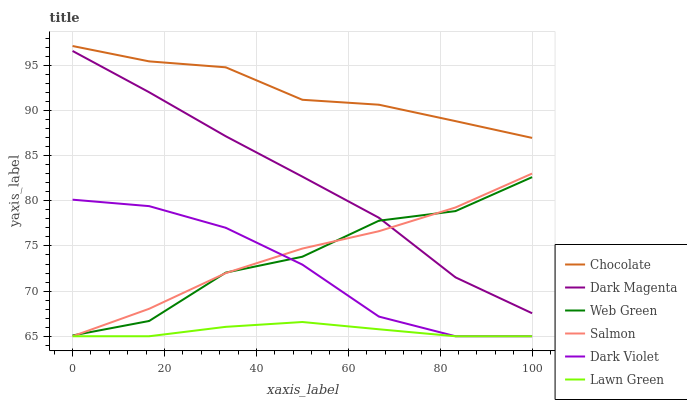 title
yaxis_label
95
90
85
80
75
70
65
0
20
40
60
80
100
xaxis_label
Chocolate
Dark Magenta
Web Green
Salmon
Dark Violet
Lawn Green